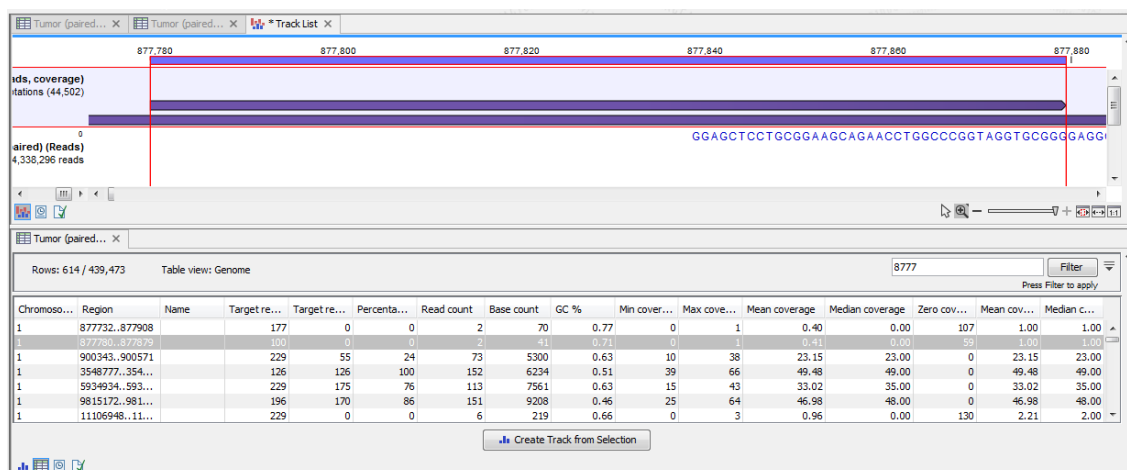 Tumor (paired... Tumor (paired... * Track List
877,780 877,800 877,820 877,840 877,860 877,880
ads, coverage)
tations (44,502)
0
GGAGCTCCTGCGGAAGCAGAACCTGGCCCGGTAGGTGCGGGGAGG
aired) (Reads)
4,338,296 reads
1:1
Tumor (paired...
Rows: 614 / 439,473 Table view: Genome 8777 Filter
Press Filter to apply
Chromoso... Region Name Target re... Target re... Percenta... Read count Base count GC % Min cover... Max cove... Mean coverage Median coverage Zero cov... Mean cov... Median c...
1 877732..877908 177 0 0 2 70 0.77 0 1 0.40 0.00 107 1.00 1.00
1 877780..877879 100 0 0 2 41 0.71 0 1 0.41 0.00 59 1.00 1.00
1 900343..900571 229 55 24 73 5300 0.63 10 38 23.15 23.00 0 23.15 23.00
1 3548777..354... 126 126 100 152 6234 0.51 39 66 49.48 49.00 0 49.48 49.00
1 5934934..593... 229 175 76 113 7561 0.63 15 43 33.02 35.00 0 33.02 35.00
1 9815172..981... 196 170 86 151 9208 0.46 25 64 46.98 48.00 0 46.98 48.00
1 11106948..11... 229 0 0 6 219 0.66 0 3 0.96 0.00 130 2.21 2.00
Create Track from Selection